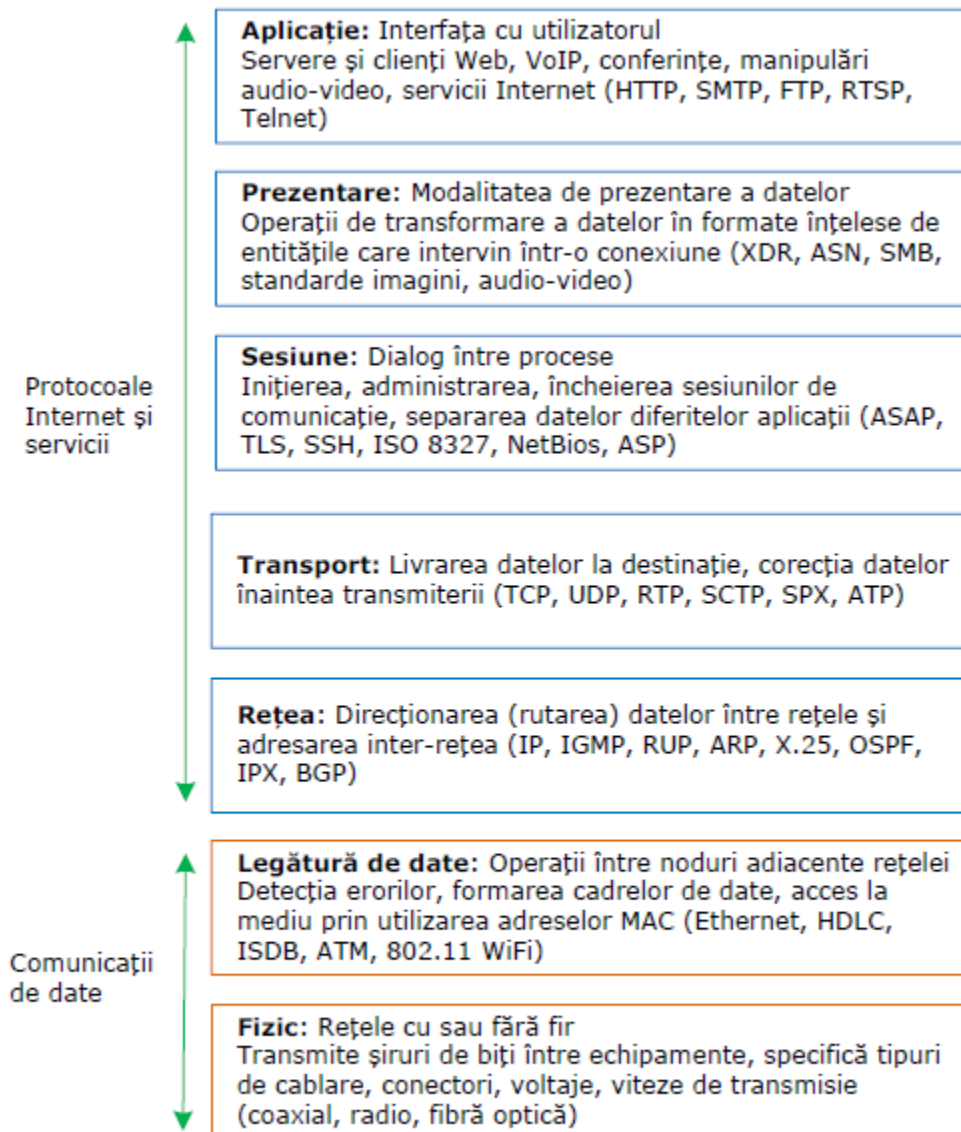 Aplicație: Interfața cu utilizatorul
Servere și clienți Web, VoIP, conferințe, manipulări
audio-video, servicii Internet (HTTP, SMTP, FTP, RTSP,
Telnet)
Prezentare: Modalitatea de prezentare a datelor
Operații de transformare a datelor în formate înțelese de
entitățile care intervin într-o conexiune (XDR, ASN, SMB,
standarde imagini, audio-video)
Sesiune: Dialog între procese
Inițierea, administrarea, încheierea sesiunilor de
comunicație, separarea datelor diferitelor aplicații (ASAP,
TLS, SSH, ISO 8327, NetBios, ASP)
Protocoale
Internet și
servicii
Transport: Livrarea datelor la destinație, corecția datelor
înaintea transmiterii (TCP, UDP, RTP, SCTP, SPX, ATP)
Rețea: Direcționarea (rutarea) datelor între rețele și
adresarea inter-rețea (IP, IGMP, RUP, ARP, X.25, OSPF,
IPX, BGP)
Legătură de date: Operații între noduri adiacente rețelei
Detecția erorilor, formarea cadrelor de date, acces la
mediu prin utilizarea adreselor MAC (Ethernet, HDLC,
ISDB, ATM, 802.11 WiFi)
Comunicații
de date
Fizic: Rețele cu sau fără fir
Transmite șiruri de biți între echipamente, specifică tipuri
de cablare, conectori, voltaje, viteze de transmisie
(coaxial, radio, fibră optică)